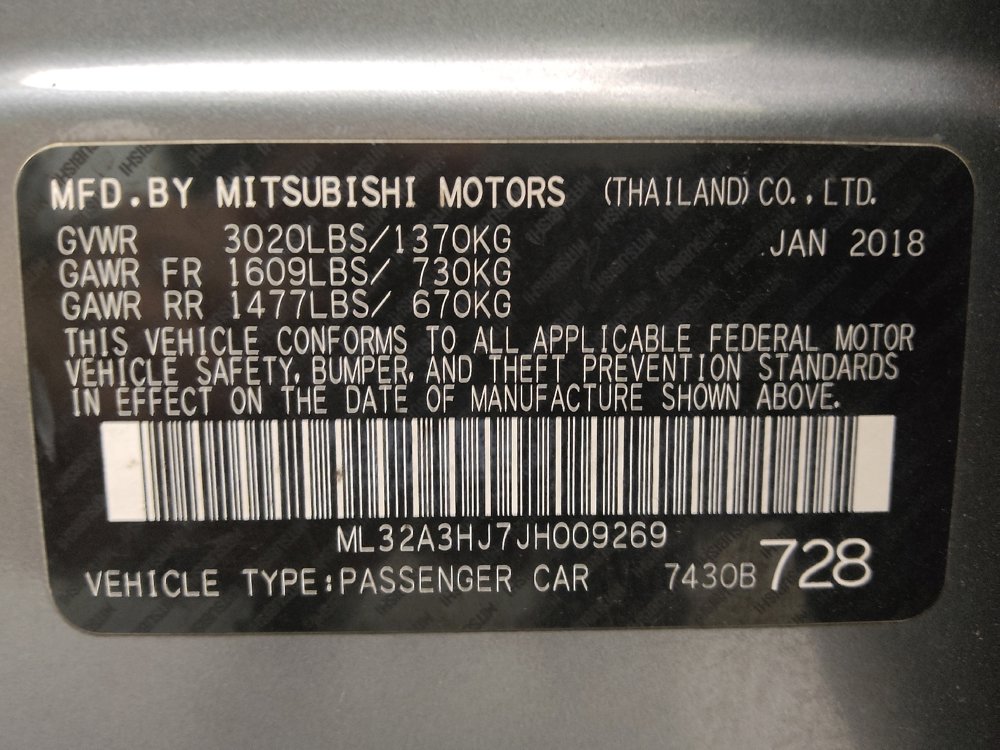 MFD.BY MITSUBISHI MOTORS (THAILAND) CO.,LTD.
GVWR 3020LBS/1370KG JAN 2018
GAWR FR 1609LBS/ 730KG
GAWR RR 1477LBS/ 670KG
THIS VEHICLE CONFORMS TO ALL APPLICABLE FEDERAL MOTOR
VEHICLE SAFETY, BUMPER, AND THEFT PREVENTION STANDARDS
IN EFFECT ON THE DATE OF MANUFACTURE SHOWN ABOVE.
ML32A3HJ7JH009269
VEHICLE TYPE:PASSENGER CAR 7430B728